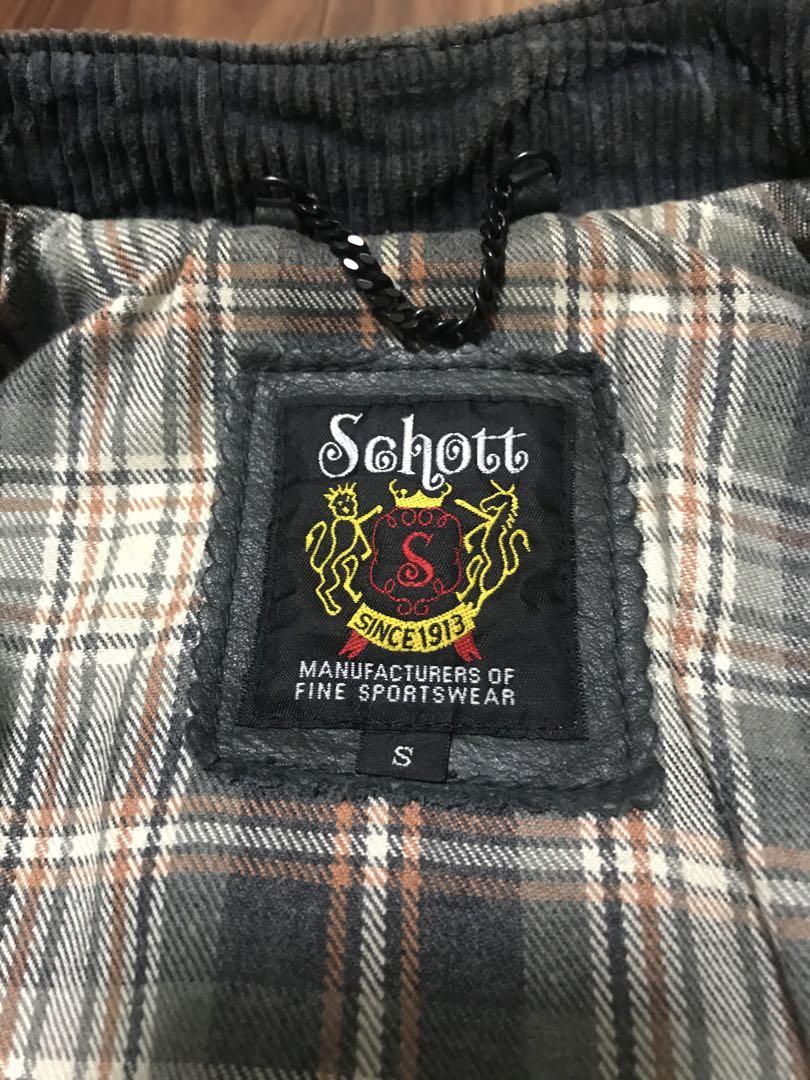 Schott
S
SINCE 1913
MANUFACTURERS OF
FINE SPORTSWEAR
S